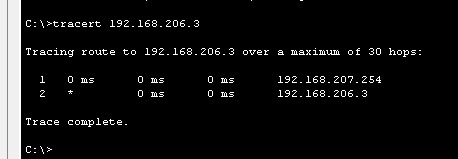 C:\>tracert 192.168.206.3
Tracing route to 192.168.206.3 over a maximum of 30 hops:
1 0 ms 0 ms 0 ms 192.168.207.254
2 * 0 ms 0 ms 192.168.206.3
Trace complete.
C:\>